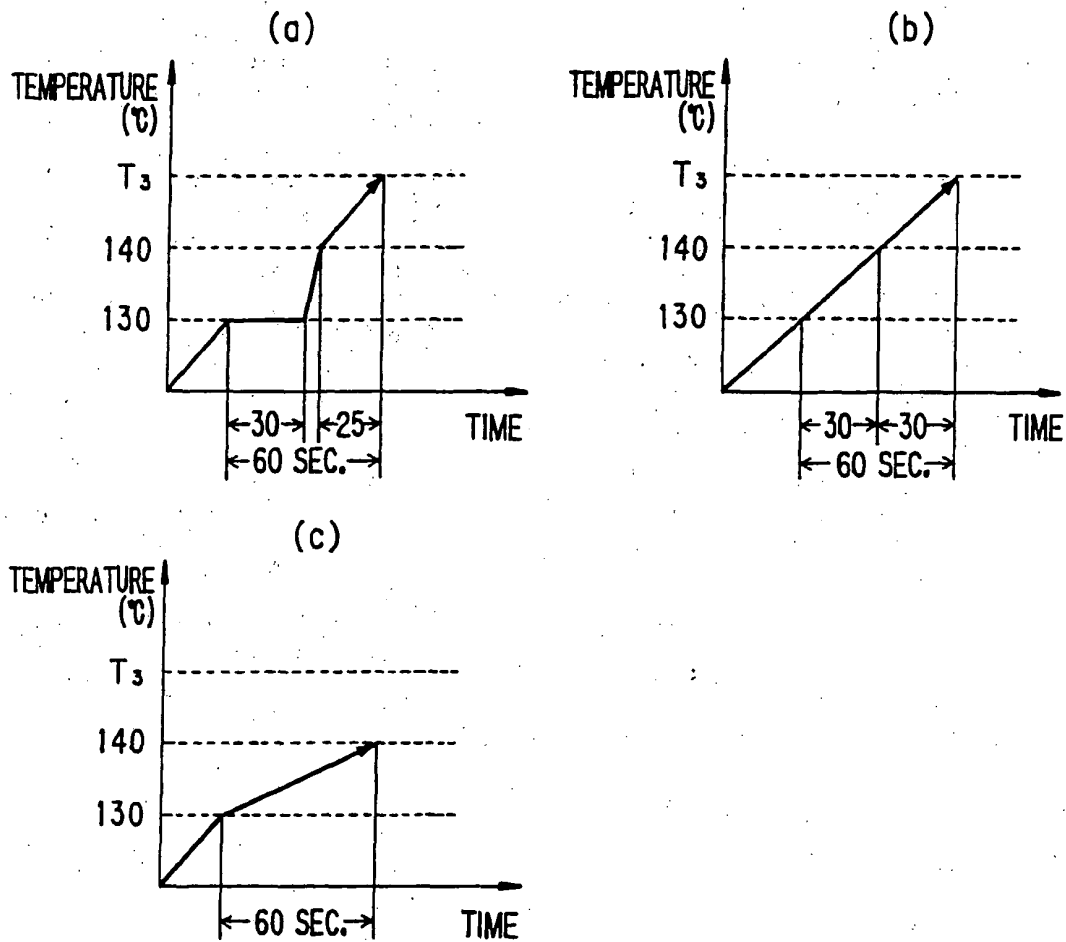 (a)
TEMPERATURE
(℃)
T₃
140
130
30
25
60 SEC.
TIME
(b)
TEMPERATURE
(℃)
T₃
140
130
30
30
60 SEC.
TIME
(c)
TEMPERATURE
(℃)
T₃
140
130
60 SEC.
TIME